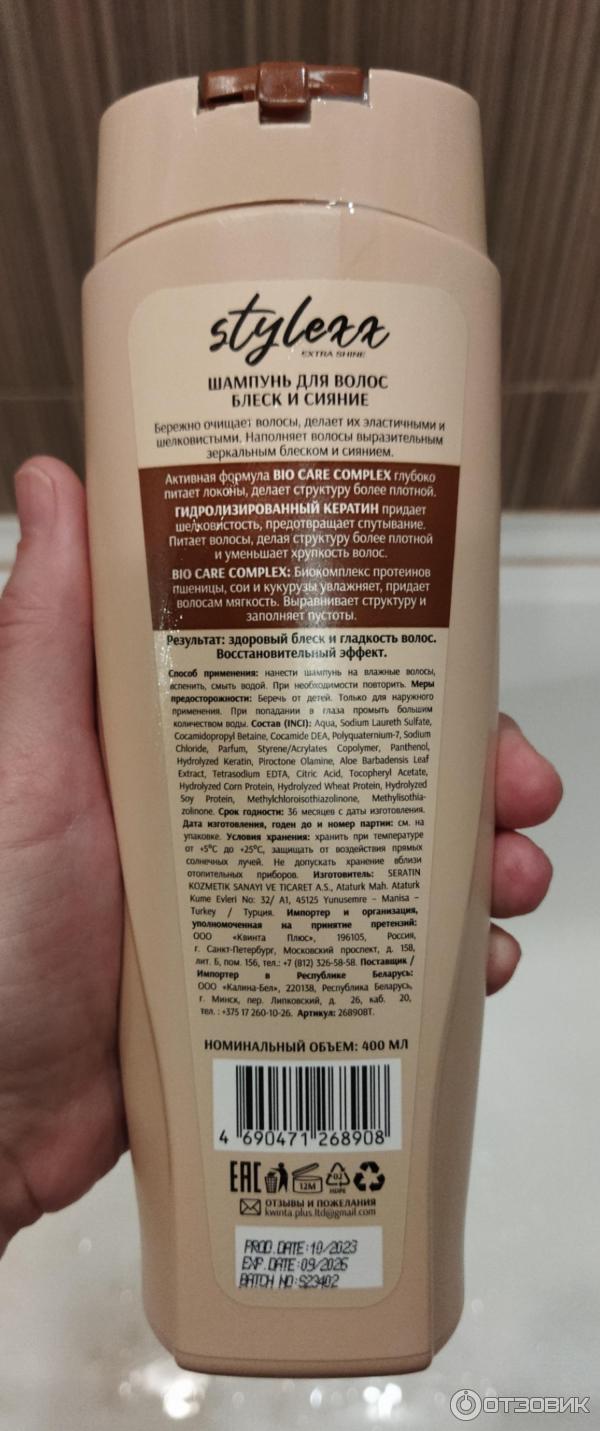 stylexx
EXTRA SHINE
ШАМПУНЬ ДЛЯ ВОЛОС
БЛЕСК И СИЯНИЕ
Бережно очищает волосы, делает их эластичными и
шелковистыми. Наполняет волосы выразительным
зеркальным блеском и сиянием.
Активная формула BIO CARE COMPLEX глубоко
питает локоны, делает структуру более плотной.
ГИДРОЛИЗИРОВАННЫЙ КЕРАТИН придает
шелковистость, предотвращает спутывание.
Питает волосы, делая структуру более плотной
и уменьшает хрупкость волос.
BIO CARE COMPLEX: Биокомплекс протеинов
пшеницы, сои и кукурузы увлажняет, придает
волосам мягкость. Выравнивает структуру и
заполняет пустоты.
Результат: здоровый блеск и гладкость волос.
Восстановительный эффект.
Способ применения: нанести шампунь на влажные волосы,
вспенить, смыть водой. При необходимости повторить. Меры
предосторожности: Беречь от детей. Только для наружного
применения. При попадании в глаза промыть большим
количеством воды. Состав (INCI): Aqua, Sodium Laureth Sulfate,
Cocamidopropyl Betaine, Cocamide DEA, Polyquaternium-7, Sodium
Chloride, Parfum, Styrene/Acrylates Copolymer, Panthenol,
Hydrolyzed Keratin, Piroctone Olamine, Aloe Barbadensis Leaf
Extract, Tetrasodium EDTA, Citric Acid, Tocopheryl Acetate,
Hydrolyzed Corn Protein, Hydrolyzed Wheat Protein, Hydrolyzed
Soy Protein, Methylchloroisothiazolinone, Methylisothia-
zolinone. Срок годности: 36 месяцев с даты изготовления.
Дата изготовления, годен до и номер партии: см. на
упаковке. Условия хранения: хранить при температуре
от +5°C до +25°C, защищать от воздействия прямых
солнечных лучей. Не допускать хранение вблизи
отопительных приборов. Изготовитель: SERATIN
KOZMETIK SANAYI VE TICARET A.S., Ataturk Mah. Ataturk
Kume Evleri No: 32/ A1, 45125 Yunusemre - Manisa -
Turkey / Турция. Импортер и организация,
уполномоченная на принятие претензий:
ООО «Квинта Плюс», 196105, Россия,
г. Санкт-Петербург, Московский проспект, д. 158,
лит. Б, пом. 156, тел.: +7 (812) 326-58-58. Поставщик /
Импортер в Республике Беларусь:
ООО «Калина-Бел», 220138, Республика Беларусь,
г. Минск, пер. Липковский, д. 26, каб. 20,
тел. : +375 17 260-10-26. Артикул: 26890ВТ.
НОМИНАЛЬНЫЙ ОБЪЕМ: 400 МЛ
4 690471 268908
EAC 12M 02 HDPE
ОТЗЫВЫ И ПОЖЕЛАНИЯ
kwinta.plus.ltd@gmail.com
PROD. DATE: 10/2023
EXP. DATE: 09/2026
BATCH NO: S23402
ОТЗОВИК